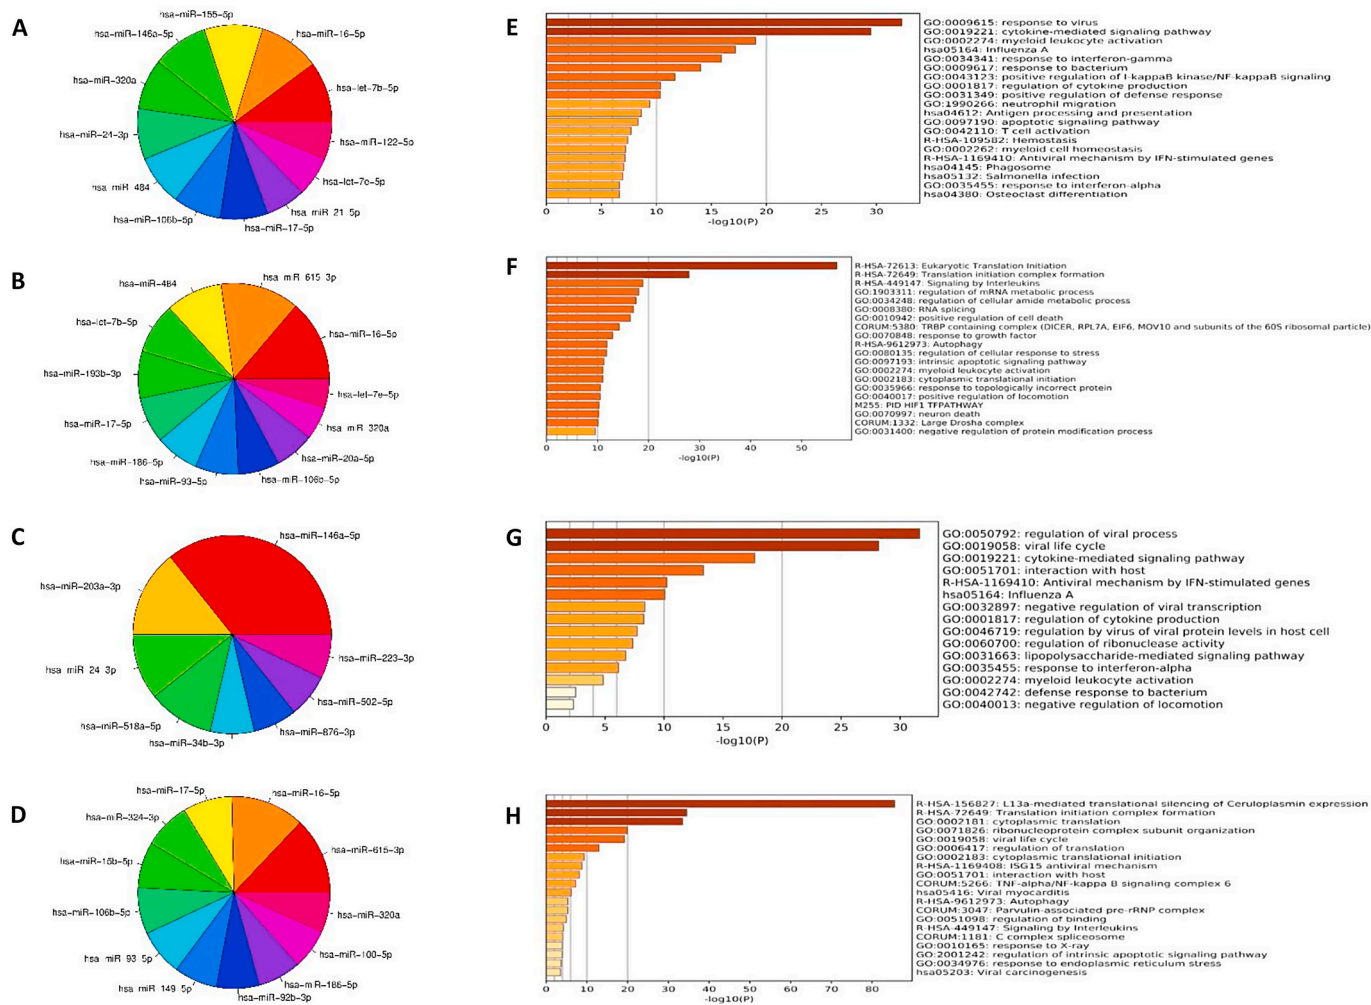 A
hsa-miR-155-5p
hsa-miR-146a-5p
hsa-miR-16-5p
hsa-miR-320a
hsa-let-7b-5p
hsa-miR-24-3p
hsa-miR-122-5p
hsa miR 484
hsa-let-7e-5p
hsa-miR-106b-5p
hsa miR 21 5p
hsa-miR-17-5p
E
GO:0009615: response to virus
GO:0019221: cytokine-mediated signaling pathway
GO:0002274: myeloid leukocyte activation
hsa05164: Influenza A
GO:0034341: response to interferon-gamma
GO:0009617: response to bacterium
GO:0043123: positive regulation of I-kappaB kinase/NF-kappaB signaling
GO:0001817: regulation of cytokine production
GO:0031349: positive regulation of defense response
GO:1990266: neutrophil migration
hsa04612: Antigen processing and presentation
GO:0097190: apoptotic signaling pathway
GO:0042110: T cell activation
R-HSA-109582: Hemostasis
GO:0002262: myeloid cell homeostasis
R-HSA-1169410: Antiviral mechanism by IFN-stimulated genes
hsa04145: Phagosome
hsa05132: Salmonella infection
GO:0035455: response to interferon-alpha
hsa04380: Osteoclast differentiation
0 5 10 15 20 25 30
-log10(P)
B
hsa-miR-484
hsa miR 615 3p
hsa-let-7b-5p
hsa-miR-16-5p
hsa-miR-193b-3p
hsa-let-7e-5p
hsa-miR-17-5p
hsa miR 320a
hsa-miR-186-5p
hsa-miR-20a-5p
hsa-miR-93-5p
hsa-miR-106b-5p
F
R-HSA-72613: Eukaryotic Translation Initiation
R-HSA-72649: Translation initiation complex formation
R-HSA-449147: Signaling by Interleukins
GO:1903311: regulation of mRNA metabolic process
GO:0034248: regulation of cellular amide metabolic process
GO:0008380: RNA splicing
GO:0010942: positive regulation of cell death
CORUM:5380: TRBP containing complex (DICER, RPL7A, EIF6, MOV10 and subunits of the 60S ribosomal particle)
GO:0070848: response to growth factor
R-HSA-9612973: Autophagy
GO:0080135: regulation of cellular response to stress
GO:0097193: intrinsic apoptotic signaling pathway
GO:0002274: myeloid leukocyte activation
GO:0002183: cytoplasmic translational initiation
GO:0035966: response to topologically incorrect protein
GO:0040017: positive regulation of locomotion
M255: PID HIF1 TFPATHWAY
GO:0070997: neuron death
CORUM:1332: Large Drosha complex
GO:0031400: negative regulation of protein modification process
0 10 20 30 40 50
-log10(P)
C
hsa-miR-146a-5p
hsa-miR-203a-3p
hsa-miR-223-3p
hsa miR 24 3p
hsa-miR-502-5p
hsa-miR-518a-5p
hsa-miR-876-3p
hsa-miR-34b-3p
G
GO:0050792: regulation of viral process
GO:0019058: viral life cycle
GO:0019221: cytokine-mediated signaling pathway
GO:0051701: interaction with host
R-HSA-1169410: Antiviral mechanism by IFN-stimulated genes
hsa05164: Influenza A
GO:0032897: negative regulation of viral transcription
GO:0001817: regulation of cytokine production
GO:0046719: regulation by virus of viral protein levels in host cell
GO:0060700: regulation of ribonuclease activity
GO:0031663: lipopolysaccharide-mediated signaling pathway
GO:0035455: response to interferon-alpha
GO:0002274: myeloid leukocyte activation
GO:0042742: defense response to bacterium
GO:0040013: negative regulation of locomotion
0 5 10 15 20 25 30
-log10(P)
D
hsa-miR-17-5p
hsa-miR-16-5p
hsa-miR-324-3p
hsa-miR-615-3p
hsa-miR-15b-5p
hsa-miR-320a
hsa-miR-106b-5p
hsa-miR-100-5p
hsa miR 93 5p
hsa-miR-186-5p
hsa miR 149 5p
hsa-miR-92b-3p
H
R-HSA-156827: L13a-mediated translational silencing of Ceruloplasmin expression
R-HSA-72649: Translation initiation complex formation
GO:0002181: cytoplasmic translation
GO:0071826: ribonucleoprotein complex subunit organization
GO:0019058: viral life cycle
GO:0006417: regulation of translation
GO:0002183: cytoplasmic translational initiation
R-HSA-1169408: ISG15 antiviral mechanism
GO:0051701: interaction with host
CORUM:5266: TNF-alpha/NF-kappa B signaling complex 6
hsa05416: Viral myocarditis
R-HSA-9612973: Autophagy
CORUM:3047: Parvulin-associated pre-rRNP complex
GO:0051098: regulation of binding
R-HSA-449147: Signaling by Interleukins
CORUM:1181: C complex spliceosome
GO:0010165: response to X-ray
GO:2001242: regulation of intrinsic apoptotic signaling pathway
GO:0034976: response to endoplasmic reticulum stress
hsa05203: Viral carcinogenesis
0 10 20 30 40 50 60 70 80
-log10(P)